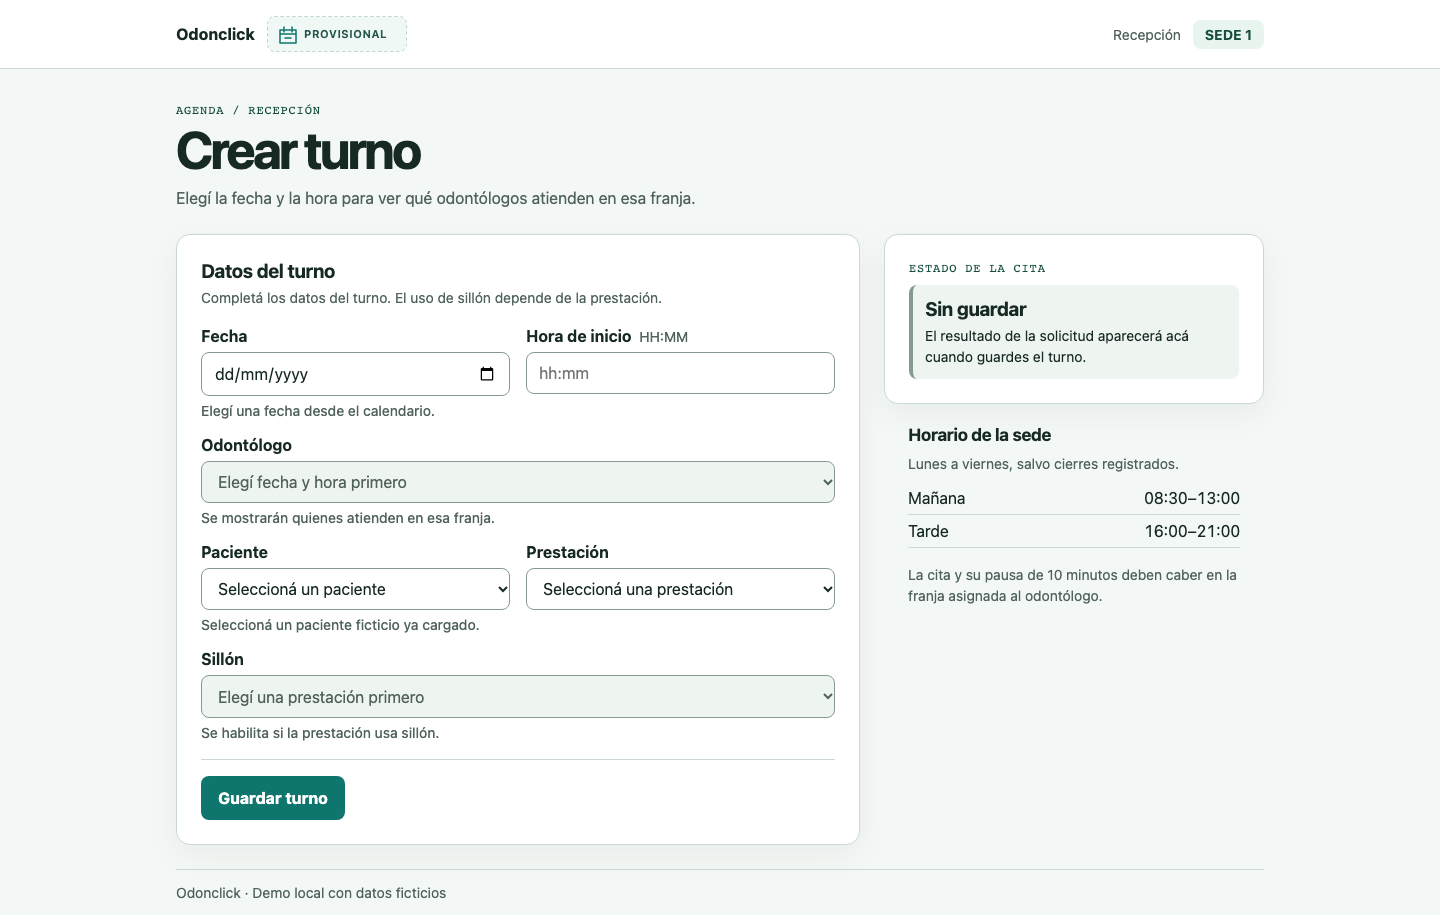 Odonclick
PROVISIONAL
Recepción
SEDE 1
AGENDA / RECEPCIÓN
Crear turno
Elegí la fecha y la hora para ver qué odontólogos atienden en esa franja.
Datos del turno
Completá los datos del turno. El uso de sillón depende de la prestación.
Fecha
Hora de inicio HH:MM
dd/mm/yyyy
hh:mm
Elegí una fecha desde el calendario.
Odontólogo
Elegí fecha y hora primero
Se mostrarán quienes atienden en esa franja.
Paciente
Prestación
Seleccioná un paciente
Seleccioná una prestación
Seleccioná un paciente ficticio ya cargado.
Sillón
Elegí una prestación primero
Se habilita si la prestación usa sillón.
Guardar turno
ESTADO DE LA CITA
Sin guardar
El resultado de la solicitud aparecerá acá
cuando guardes el turno.
Horario de la sede
Lunes a viernes, salvo cierres registrados.
Mañana 08:30–13:00
Tarde 16:00–21:00
La cita y su pausa de 10 minutos deben caber en la
franja asignada al odontólogo.
Odonclick · Demo local con datos ficticios